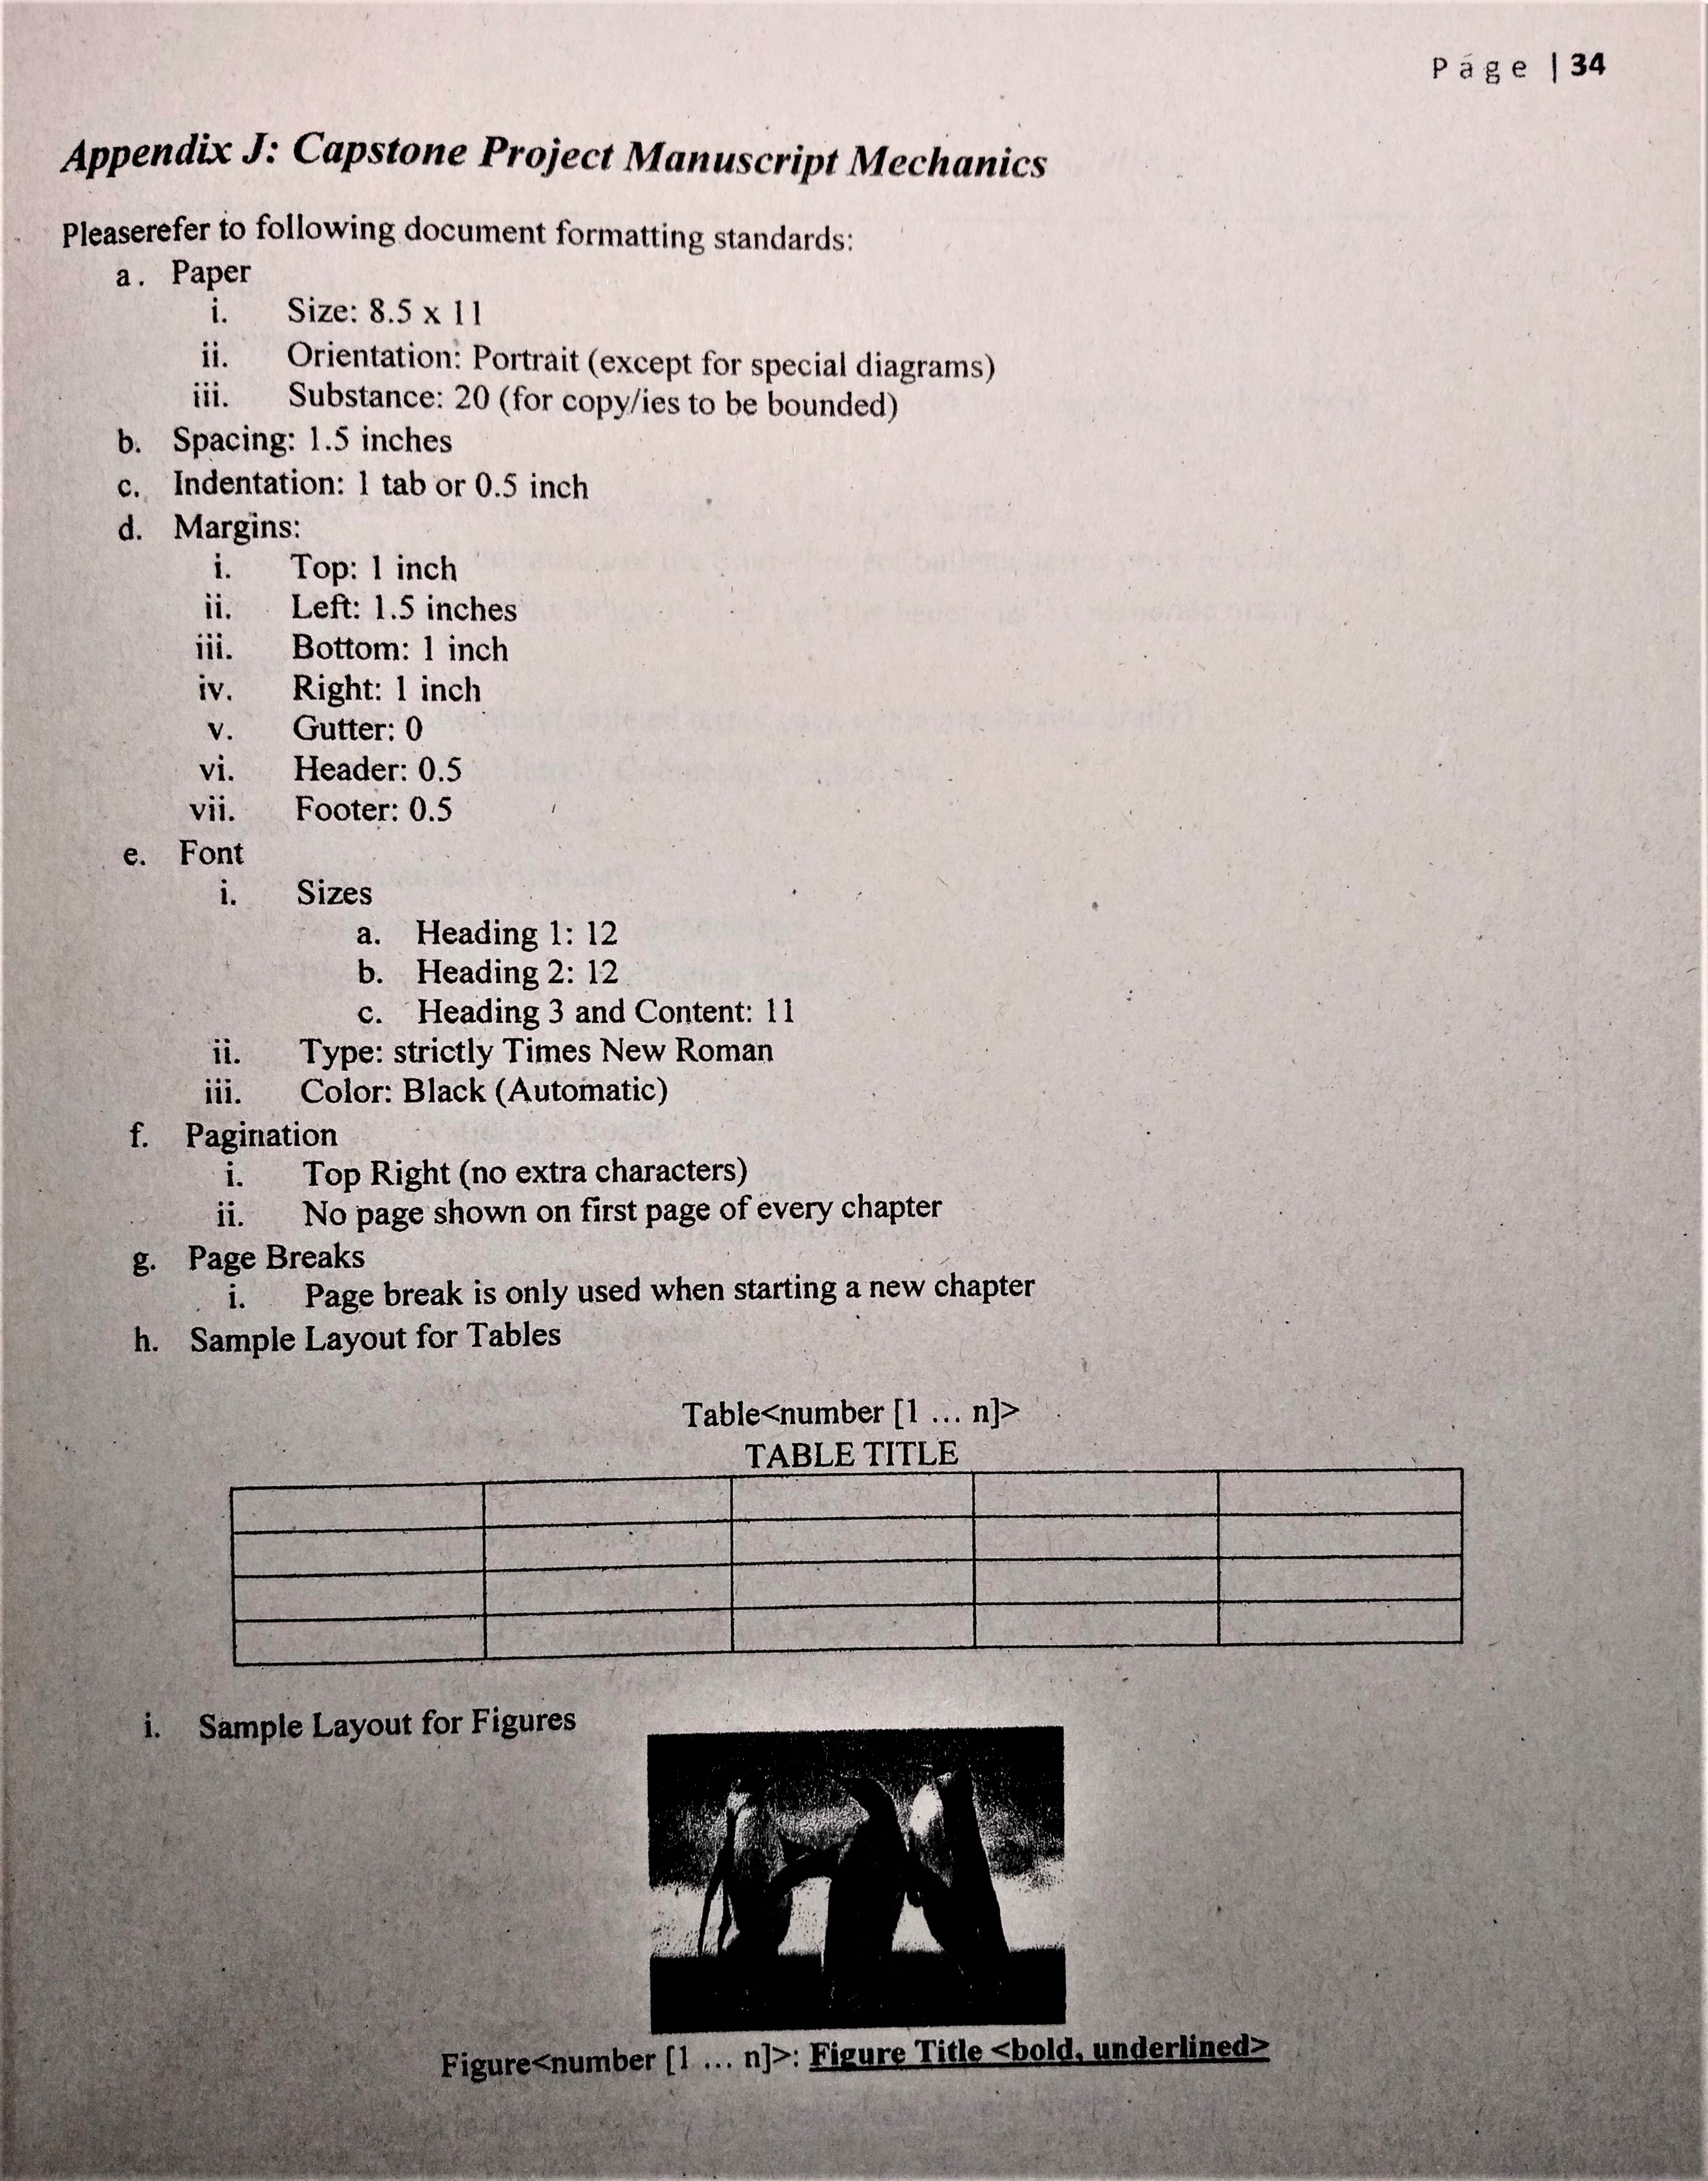 Page | 34
Appendix J: Capstone Project Manuscript Mechanics
Pleaserefer to following document formatting standards:
a. Paper
i. Size: 8.5 x 11
ii. Orientation: Portrait (except for special diagrams)
iii. Substance: 20 (for copy/ies to be bounded)
b. Spacing: 1.5 inches
c. Indentation: 1 tab or 0.5 inch
d. Margins:
i. Top: 1 inch
ii. Left: 1.5 inches
iii. Bottom: 1 inch
iv. Right: 1 inch
v. Gutter: 0
vi. Header: 0.5
vii. Footer: 0.5
e. Font
i. Sizes
a. Heading 1: 12
b. Heading 2: 12
c. Heading 3 and Content: 11
ii. Type: strictly Times New Roman
iii. Color: Black (Automatic)
f. Pagination
i. Top Right (no extra characters)
ii. No page shown on first page of every chapter
g. Page Breaks
i. Page break is only used when starting a new chapter
h. Sample Layout for Tables
Table<number [1 ... n]>
TABLE TITLE
i. Sample Layout for Figures
Figure<number [1 ... n]>: Figure Title <bold, underlined>